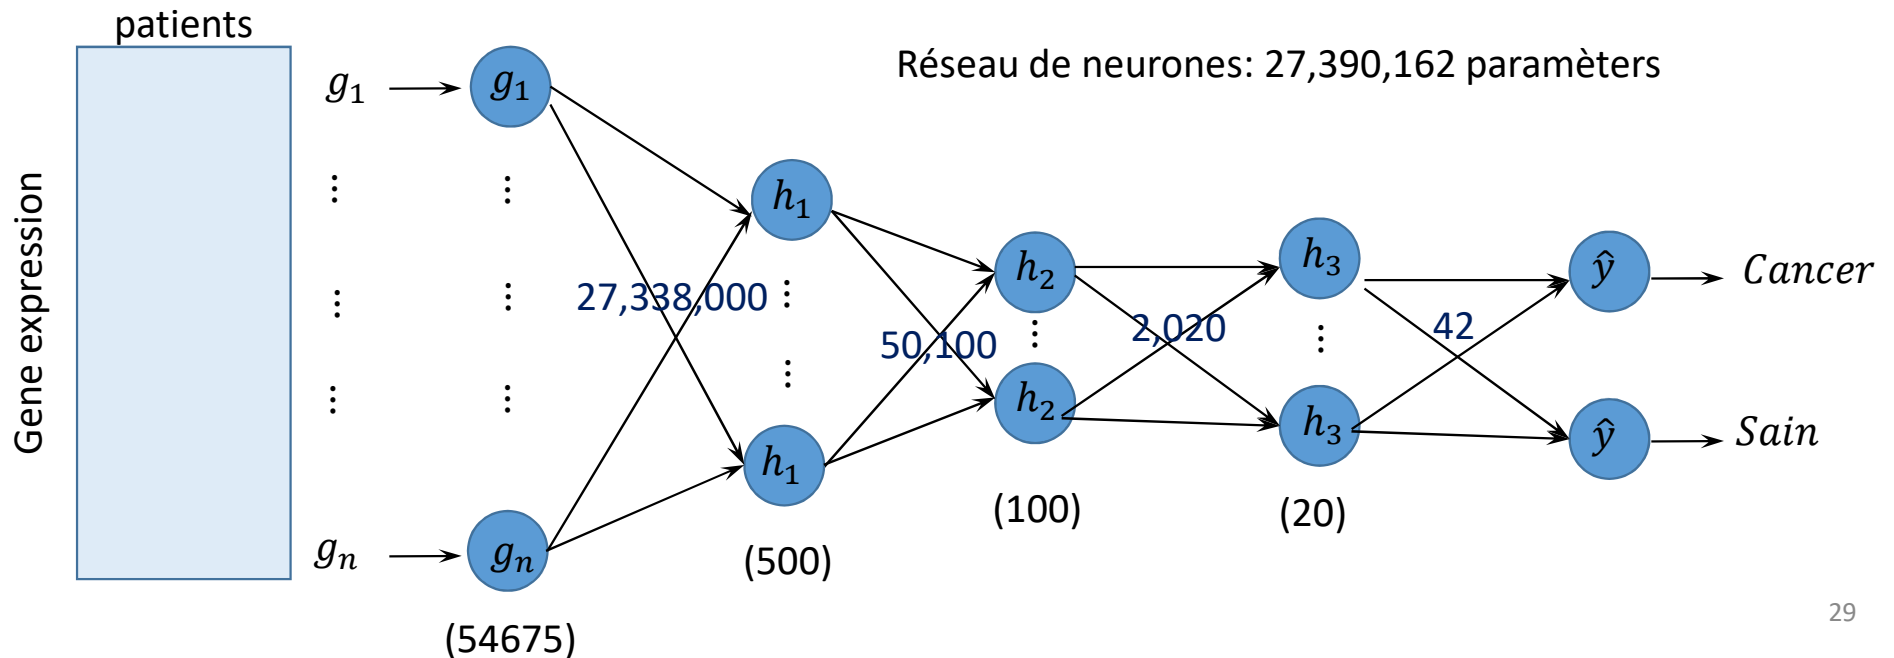 patients
Réseau de neurones: 27,390,162 paramèters
Gene expression
g₁
g₁
⋮
⋮
⋮
⋮
⋮
⋮
gₙ
gₙ
(54675)
27,338,000
h₁
⋮
⋮
h₁
(500)
50,100
h₂
⋮
h₂
(100)
2,020
h₃
⋮
h₃
(20)
42
ŷ
Cancer
ŷ
Sain
29